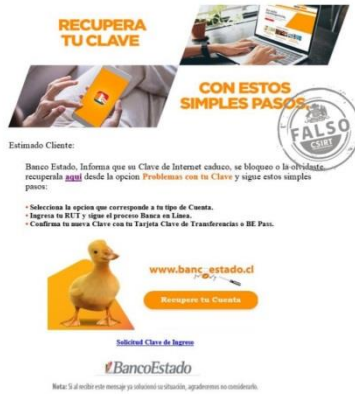 RECUPERA
TU CLAVE
CON ESTOS
SIMPLES PASOS
FALSO
CSIRT
Estimado Cliente:
Banco Estado, Informa que su Clave de Internet caduco, se bloqueo o la olvidaste,
recuperala aquí desde la opcion Problemas con tu Clave y sigue estos simples
pasos:
• Selecciona la opcion que corresponde a tu tipo de Cuenta.
• Ingresa tu RUT y sigue el proceso Banca en Linea.
• Confirma tu nueva Clave con tu Tarjeta Clave de Transferencias o BE Pass.
www.banc_estado.cl
Recupere tu Cuenta
Solicitud Clave de Ingreso
BancoEstado
Nota: Si al recibir este mensaje ya solucionó su situación, agradecemos no considerarlo.